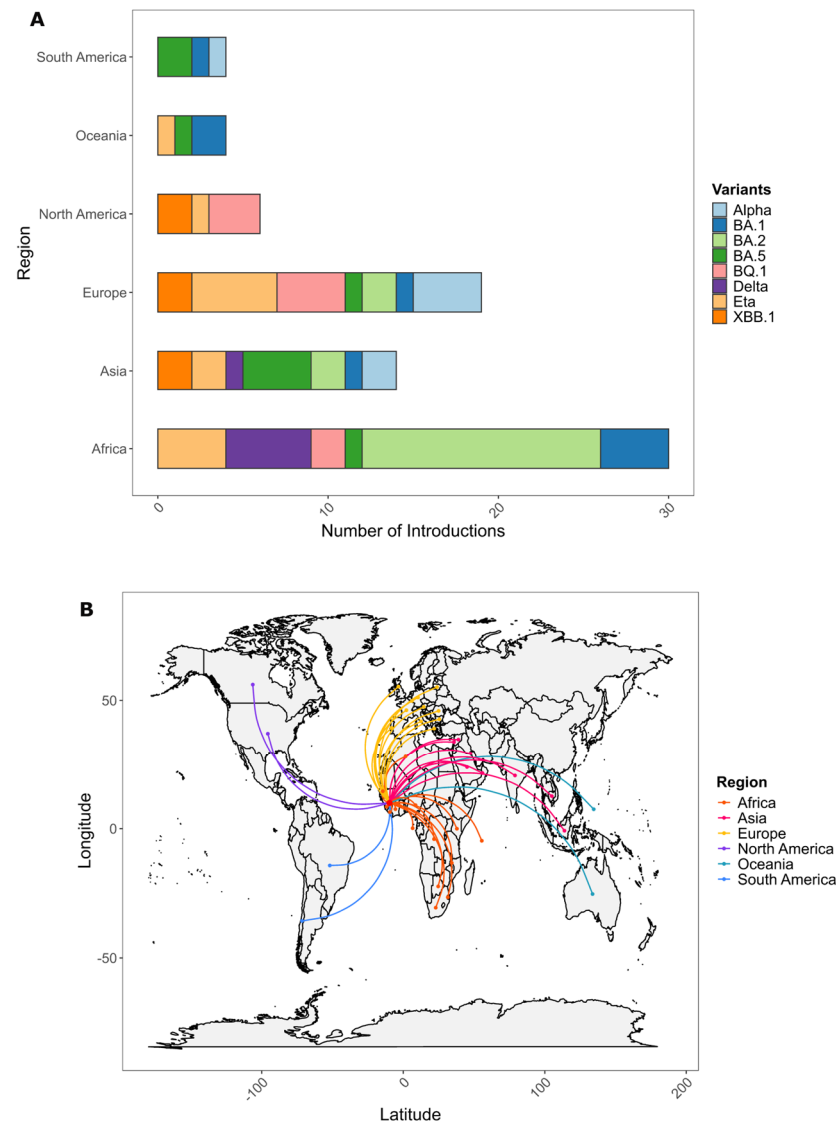 A
South America
Oceania
North America
Europe
Asia
Africa
Region
0
10
20
30
Number of Introductions
Variants
Alpha
BA.1
BA.2
BA.5
BQ.1
Delta
Eta
XBB.1
B
50
0
-50
Longitude
-100
0
100
200
Latitude
Region
Africa
Asia
Europe
North America
Oceania
South America